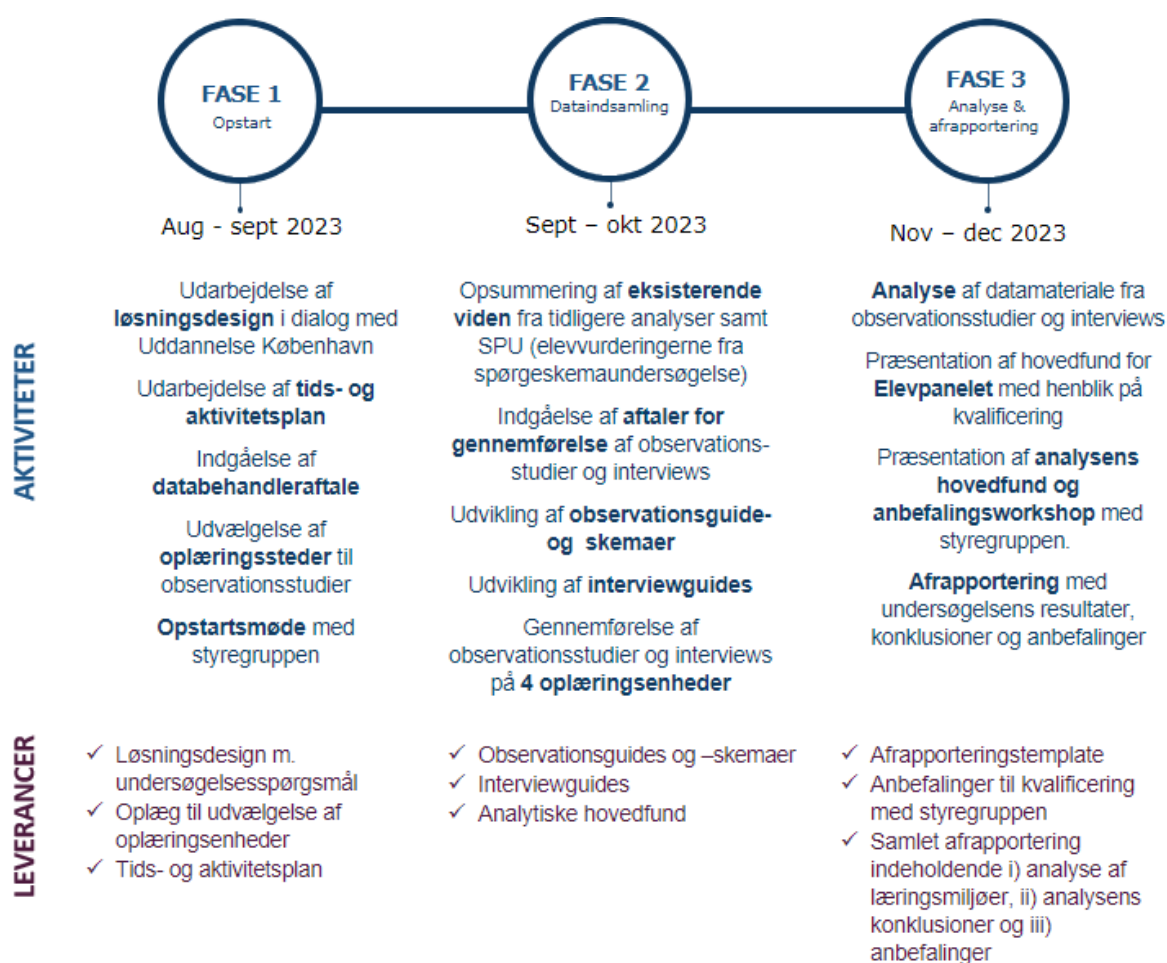 FASE 1
Opstart
FASE 2
Dataindsamling
FASE 3
Analyse &
afrapportering
Aug - sept 2023
Sept – okt 2023
Nov – dec 2023
AKTIVITETER
Udarbejdelse af
løsningsdesign i dialog med
Uddannelse København
Udarbejdelse af tids- og
aktivitetsplan
Indgåelse af
databehandleraftale
Udvælgelse af
oplæringssteder til
observationsstudier
Opstartsmøde med
styregruppen
Opsummering af eksisterende
viden fra tidligere analyser samt
SPU (elevvurderingerne fra
spørgeskemaundersøgelse)
Indgåelse af aftaler for
gennemførelse af observations-
studier og interviews
Udvikling af observationsguide-
og skemaer
Udvikling af interviewguides
Gennemførelse af
observationsstudier og interviews
på 4 oplæringsenheder
Analyse af datamateriale fra
observationsstudier og interviews
Præsentation af hovedfund for
Elevpanelet med henblik på
kvalificering
Præsentation af analysens
hovedfund og
anbefalingsworkshop med
styregruppen.
Afrapportering med
undersøgelsens resultater,
konklusioner og anbefalinger
LEVERANCER
✓ Løsningsdesign m.
undersøgelsesspørgsmål
✓ Oplæg til udvælgelse af
oplæringsenheder
✓ Tids- og aktivitetsplan
✓ Observationsguides og –skemaer
✓ Interviewguides
✓ Analytiske hovedfund
✓ Afrapporteringstemplate
✓ Anbefalinger til kvalificering
med styregruppen
✓ Samlet afrapportering
indeholdende i) analyse af
læringsmiljøer, ii) analysens
konklusioner og iii)
anbefalinger